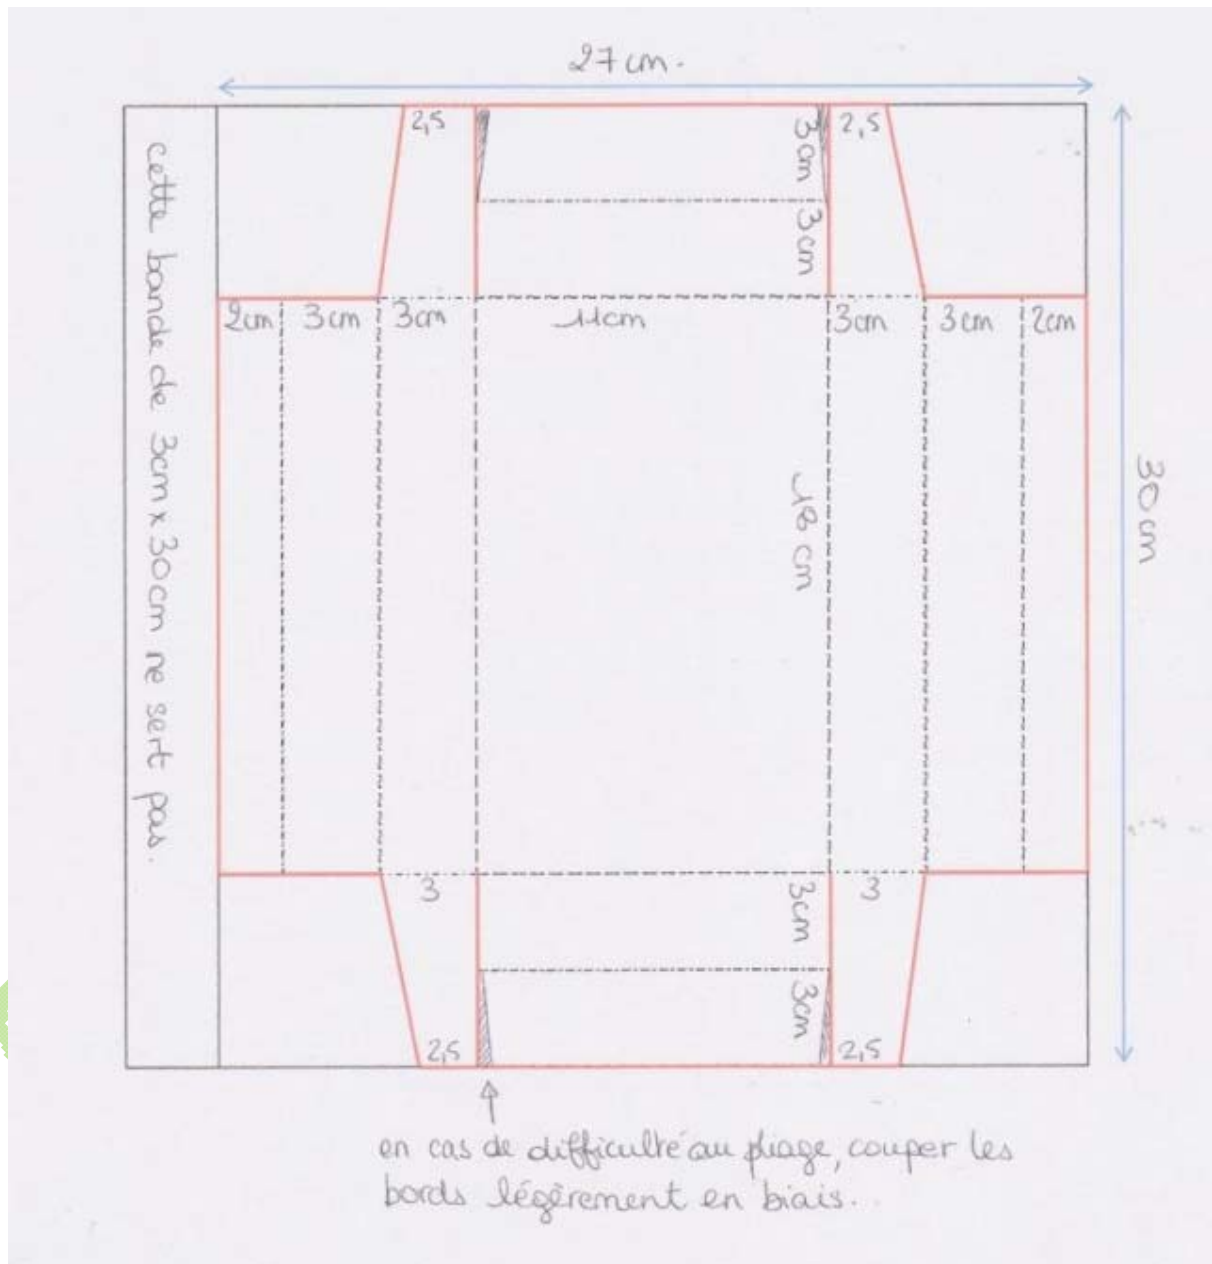 27 cm.
2,5
3cm
2,5
3cm
2cm
3cm
3cm
11cm
3cm
3cm
2cm
cette bande de 3cm x 30cm ne sert pas.
18 cm
30cm
3
3cm
3
3cm
2,5
2,5
en cas de difficulté au pliage, couper les
bords légèrement en biais.